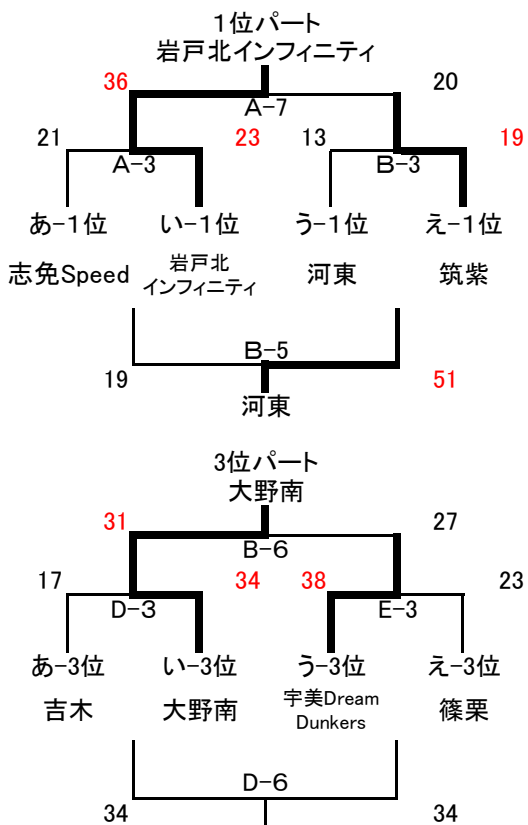 1位パート
岩戸北インフィニティ
36
20
A-7
21
23
13
19
A-3
B-3
あ-1位
い-1位
う-1位
え-1位
志免Speed
岩戸北
インフィニティ
河東
筑紫
B-5
19
51
河東
3位パート
大野南
31
27
B-6
17
34
38
23
D-3
E-3
あ-3位
い-3位
う-3位
え-3位
吉木
大野南
宇美Dream
Dunkers
篠栗
D-6
34
34